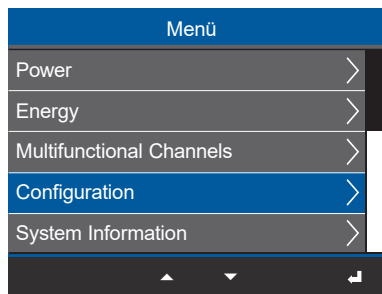 Menü
Power
Energy
Multifunctional Channels
Configuration
System Information